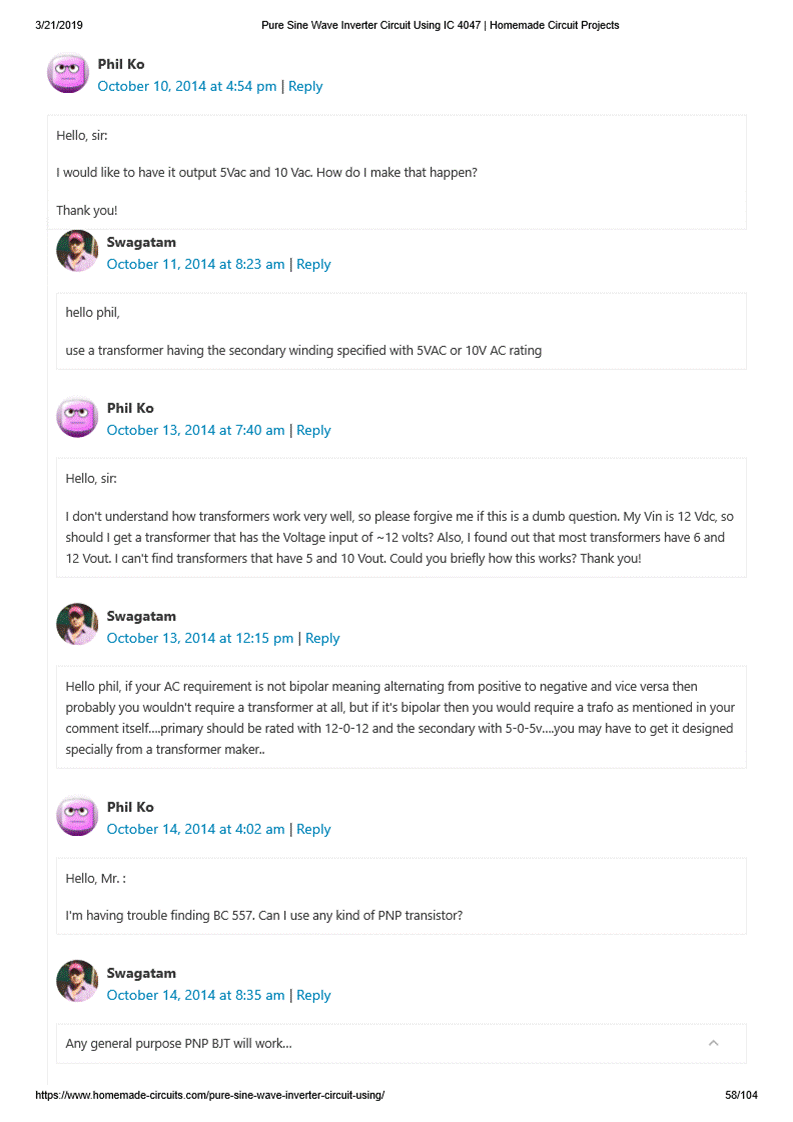 3/21/2019
Pure Sine Wave Inverter Circuit Using IC 4047 | Homemade Circuit Projects
Phil Ko
October 10, 2014 at 4:54 pm | Reply
Hello, sir:
I would like to have it output 5Vac and 10 Vac. How do I make that happen?
Thank you!
Swagatam
October 11, 2014 at 8:23 am | Reply
hello phil,
use a transformer having the secondary winding specified with 5VAC or 10V AC rating
Phil Ko
October 13, 2014 at 7:40 am | Reply
Hello, sir:
I don't understand how transformers work very well, so please forgive me if this is a dumb question. My Vin is 12 Vdc, so
should I get a transformer that has the Voltage input of ~12 volts? Also, I found out that most transformers have 6 and
12 Vout. I can't find transformers that have 5 and 10 Vout. Could you briefly how this works? Thank you!
Swagatam
October 13, 2014 at 12:15 pm | Reply
Hello phil, if your AC requirement is not bipolar meaning alternating from positive to negative and vice versa then
probably you wouldn't require a transformer at all, but if it's bipolar then you would require a trafo as mentioned in your
comment itself....primary should be rated with 12-0-12 and the secondary with 5-0-5v....you may have to get it designed
specially from a transformer maker..
Phil Ko
October 14, 2014 at 4:02 am | Reply
Hello, Mr. :
I'm having trouble finding BC 557. Can I use any kind of PNP transistor?
Swagatam
October 14, 2014 at 8:35 am | Reply
Any general purpose PNP BJT will work...
https://www.homemade-circuits.com/pure-sine-wave-inverter-circuit-using/
58/104